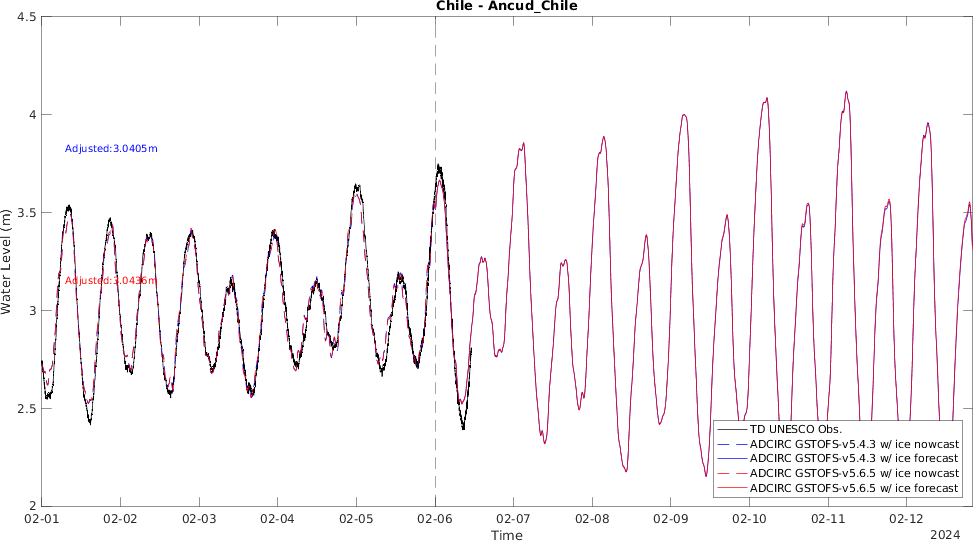 Chile - Ancud_Chile
4.5
4
3.5
3
2.5
2
Water Level (m)
Adjusted:3.0405m
Adjusted:3.0436m
TD UNESCO Obs.
ADCIRC GSTOFS-v5.4.3 w/ ice nowcast
ADCIRC GSTOFS-v5.4.3 w/ ice forecast
ADCIRC GSTOFS-v5.6.5 w/ ice nowcast
ADCIRC GSTOFS-v5.6.5 w/ ice forecast
02-01 02-02 02-03 02-04 02-05 02-06 02-07 02-08 02-09 02-10 02-11 02-12
Time
2024